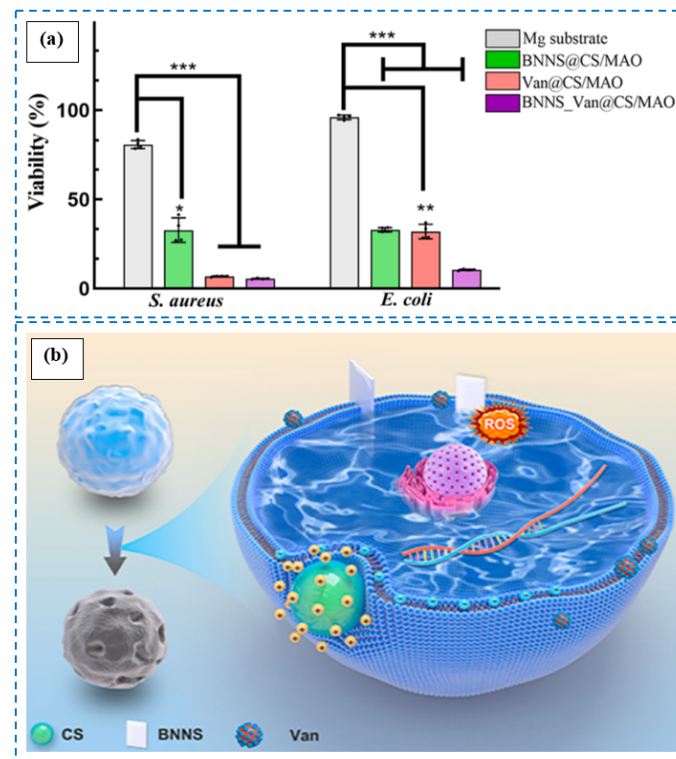 (a)
***
***
Mg substrate
BNNS@CS/MAO
Van@CS/MAO
BNNS_Van@CS/MAO
Viability (%)
100
50
0
*
**
S. aureus
E. coli
(b)
ROS
CS
BNNS
Van